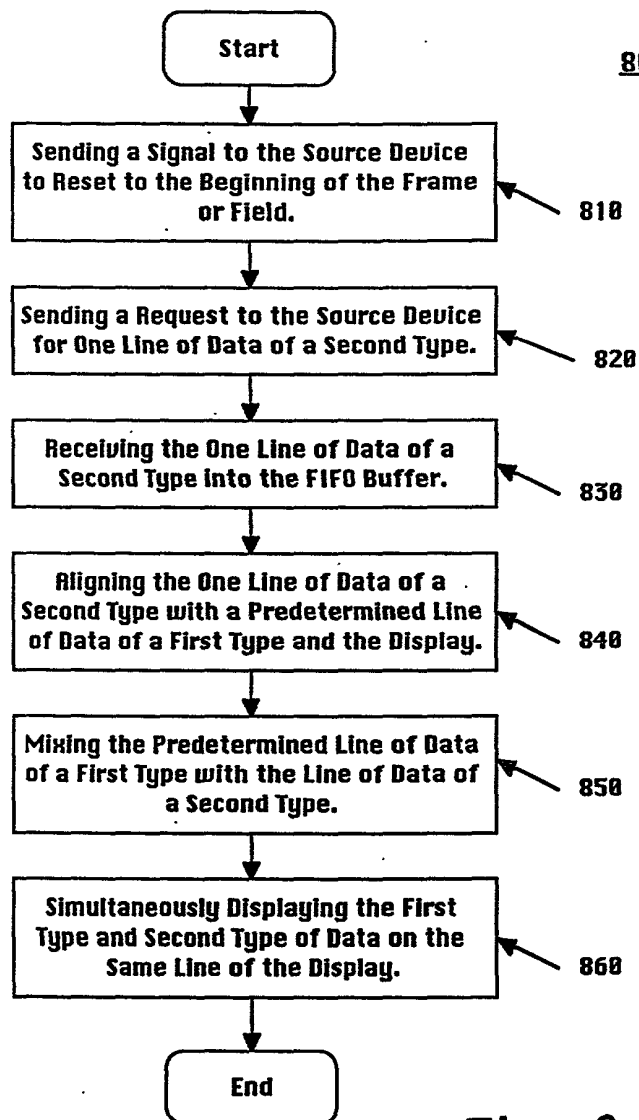 Start
Sending a Signal to the Source Device
to Reset to the Beginning of the Frame
or Field.
810
Sending a Request to the Source Device
for One Line of Data of a Second Type.
820
Receiving the One Line of Data of a
Second Type into the FIFO Buffer.
830
Aligning the One Line of Data of a
Second Type with a Predetermined Line
of Data of a First Type and the Display.
840
Mixing the Predetermined Line of Data
of a First Type with the Line of Data of
a Second Type.
850
Simultaneously Displaying the First
Type and Second Type of Data on the
Same Line of the Display.
860
End